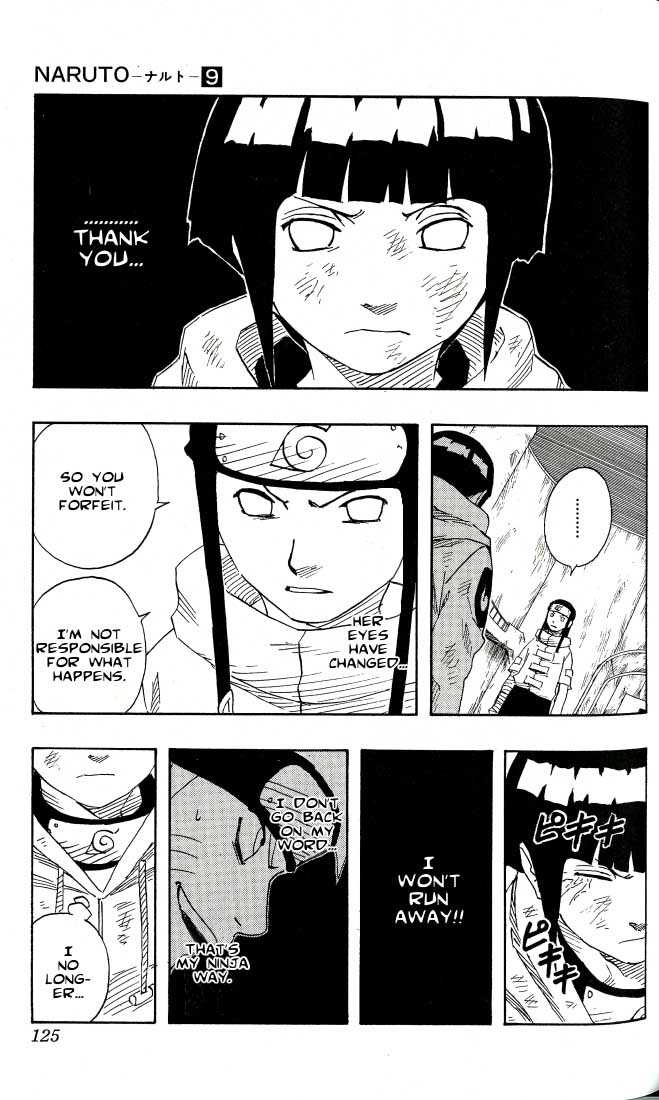 NARUTO—ナルト—9
...........
THANK
YOU...
..........
HER
EYES
HAVE
CHANGED...
SO YOU
WON'T
FORFEIT.
I'M NOT
RESPONSIBLE
FOR WHAT
HAPPENS.
ピキキ
ピキキ
I
WON'T
RUN
AWAY!!
I DON'T
GO BACK
ON MY
WORD...
THAT'S
MY NINJA
WAY.
I
NO
LONG-
ER...
125